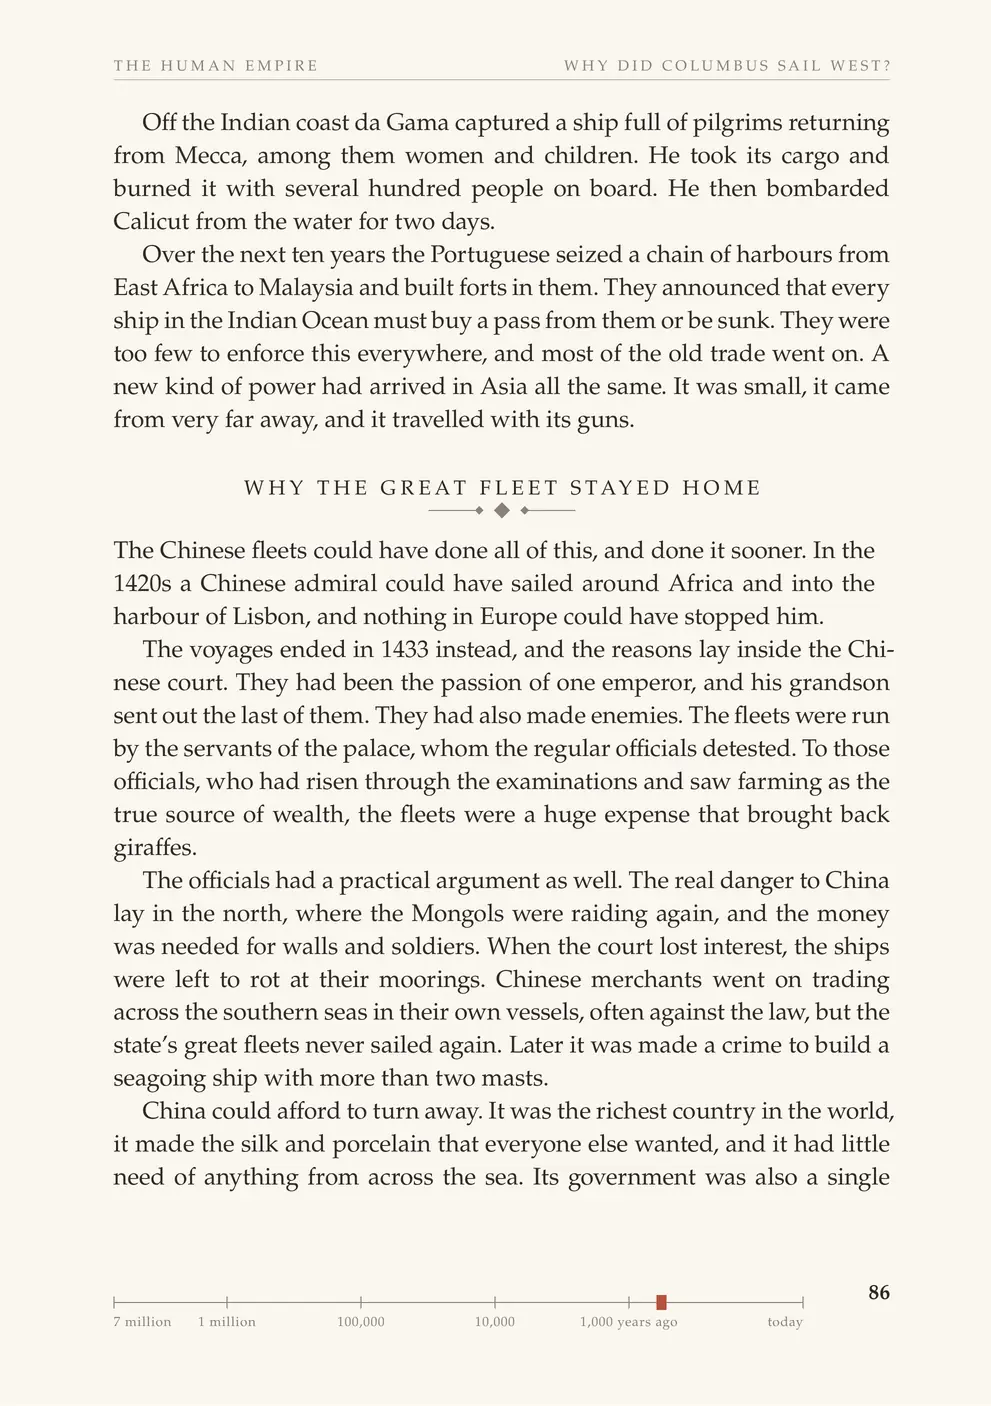 THE HUMAN EMPIRE
WHY DID COLUMBUS SAIL WEST?
Off the Indian coast da Gama captured a ship full of pilgrims returning
from Mecca, among them women and children. He took its cargo and
burned it with several hundred people on board. He then bombarded
Calicut from the water for two days.
Over the next ten years the Portuguese seized a chain of harbours from
East Africa to Malaysia and built forts in them. They announced that every
ship in the Indian Ocean must buy a pass from them or be sunk. They were
too few to enforce this everywhere, and most of the old trade went on. A
new kind of power had arrived in Asia all the same. It was small, it came
from very far away, and it travelled with its guns.
WHY THE GREAT FLEET STAYED HOME
The Chinese fleets could have done all of this, and done it sooner. In the
1420s a Chinese admiral could have sailed around Africa and into the
harbour of Lisbon, and nothing in Europe could have stopped him.
The voyages ended in 1433 instead, and the reasons lay inside the Chi-
nese court. They had been the passion of one emperor, and his grandson
sent out the last of them. They had also made enemies. The fleets were run
by the servants of the palace, whom the regular officials detested. To those
officials, who had risen through the examinations and saw farming as the
true source of wealth, the fleets were a huge expense that brought back
giraffes.
The officials had a practical argument as well. The real danger to China
lay in the north, where the Mongols were raiding again, and the money
was needed for walls and soldiers. When the court lost interest, the ships
were left to rot at their moorings. Chinese merchants went on trading
across the southern seas in their own vessels, often against the law, but the
state’s great fleets never sailed again. Later it was made a crime to build a
seagoing ship with more than two masts.
China could afford to turn away. It was the richest country in the world,
it made the silk and porcelain that everyone else wanted, and it had little
need of anything from across the sea. Its government was also a single
86
7 million
1 million
100,000
10,000
1,000 years ago
today